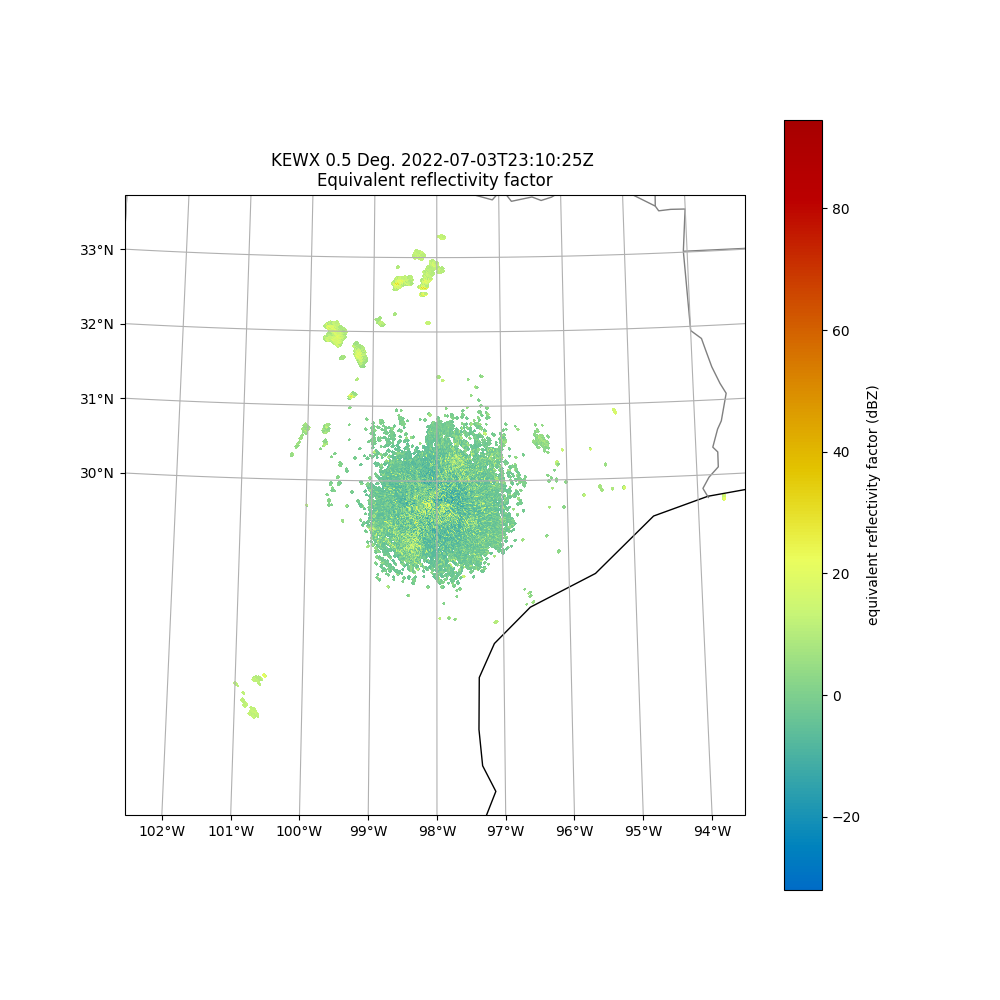 KEWX 0.5 Deg. 2022-07-03T23:10:25Z
Equivalent reflectivity factor
33°N
32°N
31°N
30°N
102°W
101°W
100°W
99°W
98°W
97°W
96°W
95°W
94°W
80
60
40
20
0
−20
equivalent reflectivity factor (dBZ)